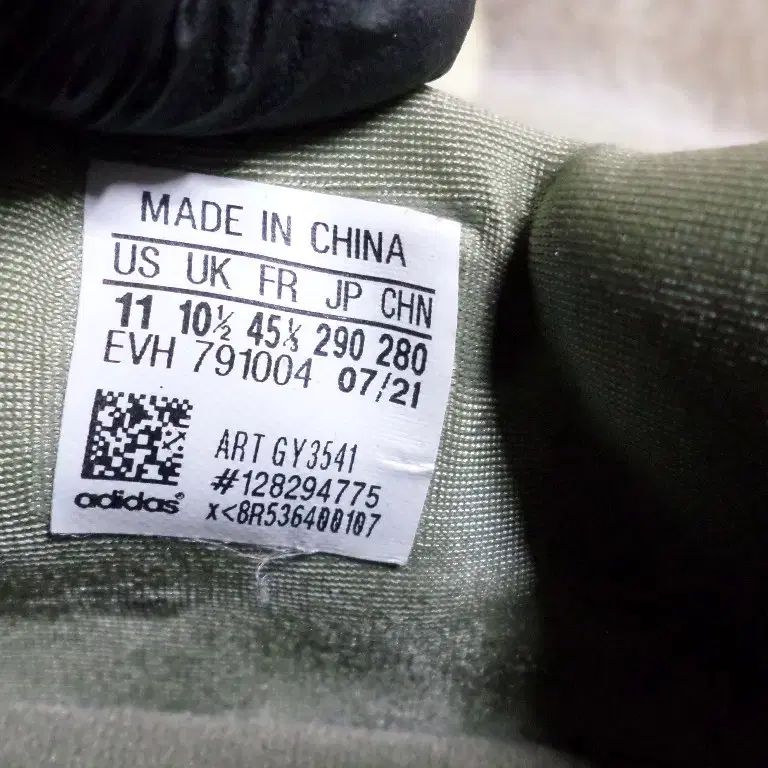 MADE IN CHINA
US UK FR JP CHN
11 10½ 45⅓ 290 280
EVH 791004 07/21
ART GY3541
#128294775
adidas®
x<8R536400107